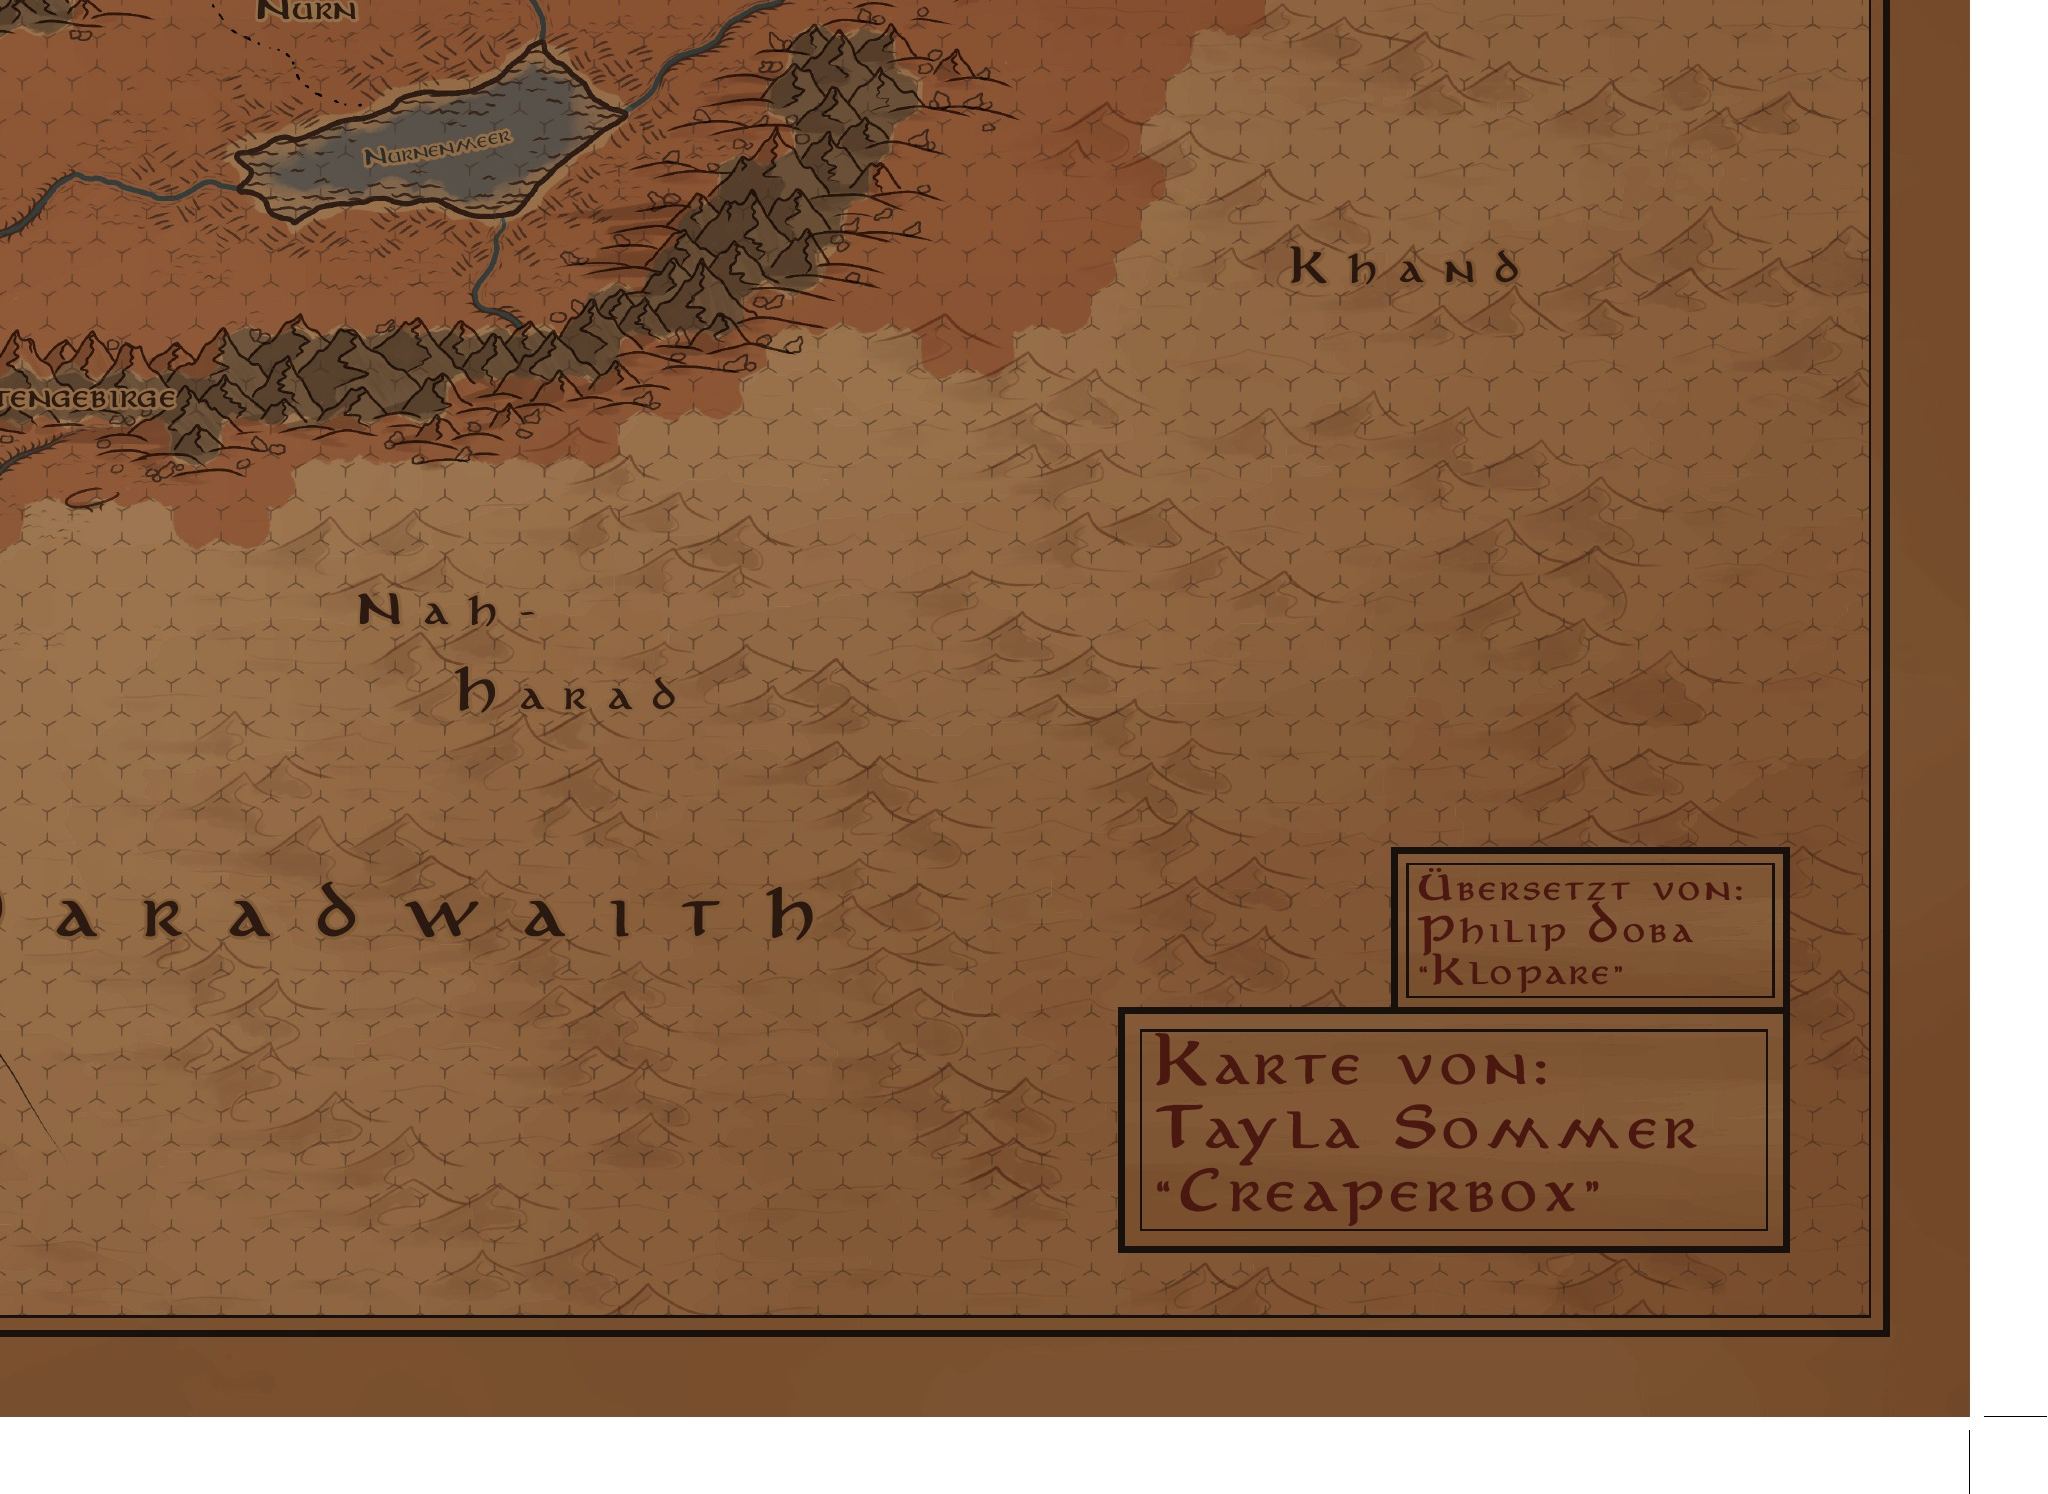 Nurn
Nurnenmeer
tengebirge
Khand
Nah-
Harad
aradwaith
Übersetzt von:
Philip Doba
“Klopare”
Karte von:
Tayla Sommer
“Creaperbox”